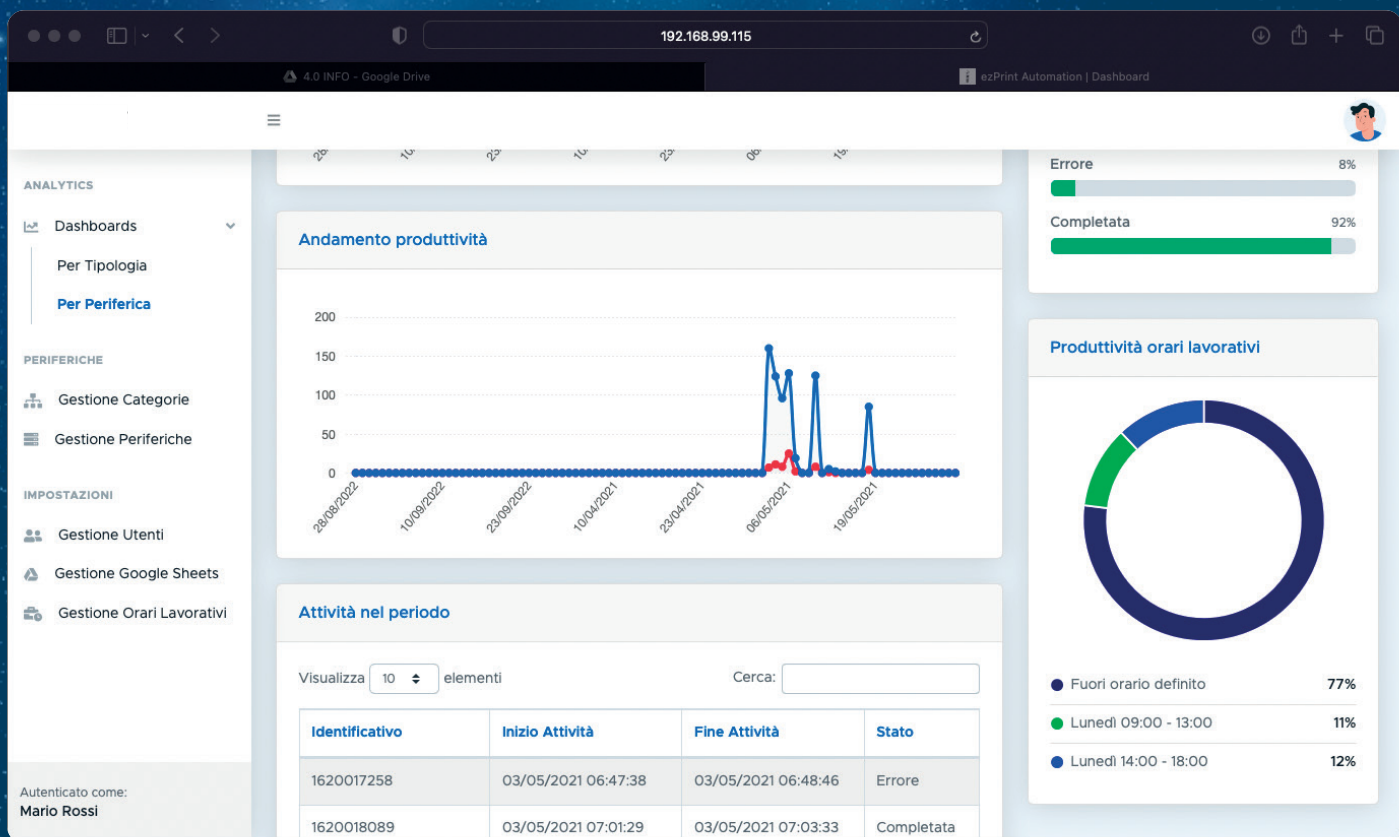 192.168.99.115
4.0 INFO - Google Drive
ezPrint Automation | Dashboard
ANALYTICS
Dashboards
Per Tipologia
Per Periferica
PERIFERICHE
Gestione Categorie
Gestione Periferiche
IMPOSTAZIONI
Gestione Utenti
Gestione Google Sheets
Gestione Orari Lavorativi
Autenticato come:
Mario Rossi
Andamento produttività
200
150
100
50
0
28/08/2022
10/09/2022
23/09/2022
10/04/2021
23/04/2021
06/05/2021
19/05/2021
Attività nel periodo
Visualizza 10 elementi
Cerca:
Identificativo Inizio Attività Fine Attività Stato
1620017258 03/05/2021 06:47:38 03/05/2021 06:48:46 Errore
1620018089 03/05/2021 07:01:29 03/05/2021 07:03:33 Completata
Errore 8%
Completata 92%
Produttività orari lavorativi
Fuori orario definito 77%
Lunedì 09:00 - 13:00 11%
Lunedì 14:00 - 18:00 12%